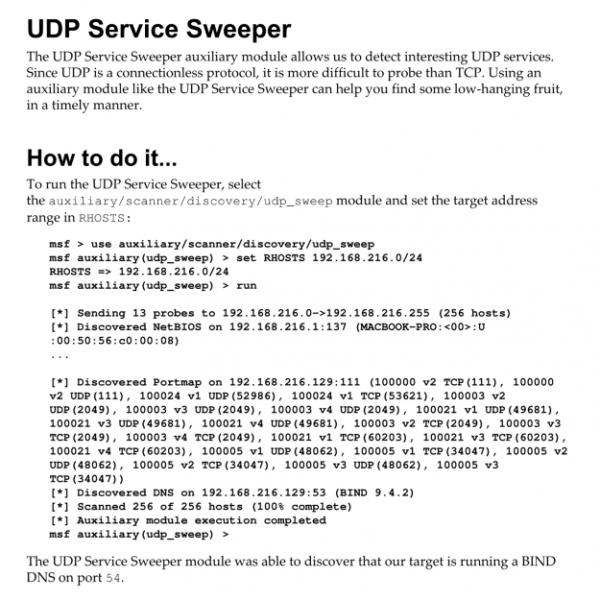 UDP Service Sweeper
The UDP Service Sweeper auxiliary module allows us to detect interesting UDP services.
Since UDP is a connectionless protocol, it is more difficult to probe than TCP. Using an
auxiliary module like the UDP Service Sweeper can help you find some low-hanging fruit,
in a timely manner.
How to do it...
To run the UDP Service Sweeper, select
the auxiliary/scanner/discovery/udp_sweep module and set the target address
range in RHOSTS:
msf > use auxiliary/scanner/discovery/udp_sweep
msf auxiliary(udp_sweep) > set RHOSTS 192.168.216.0/24
RHOSTS => 192.168.216.0/24
msf auxiliary(udp_sweep) > run
[*] Sending 13 probes to 192.168.216.0->192.168.216.255 (256 hosts)
[*] Discovered NetBIOS on 192.168.216.1:137 (MACBOOK-PRO:<00>:U
:00:50:56:c0:00:08)
...
[*] Discovered Portmap on 192.168.216.129:111 (100000 v2 TCP(111), 100000
v2 UDP(111), 100024 v1 UDP(52986), 100024 v1 TCP(53621), 100003 v2
UDP(2049), 100003 v3 UDP(2049), 100003 v4 UDP(2049), 100021 v1 UDP(49681),
100021 v3 UDP(49681), 100021 v4 UDP(49681), 100003 v2 TCP(2049), 100003 v3
TCP(2049), 100003 v4 TCP(2049), 100021 v1 TCP(60203), 100021 v3 TCP(60203),
100021 v4 TCP(60203), 100005 v1 UDP(48062), 100005 v1 TCP(34047), 100005 v2
UDP(48062), 100005 v2 TCP(34047), 100005 v3 UDP(48062), 100005 v3
TCP(34047))
[*] Discovered DNS on 192.168.216.129:53 (BIND 9.4.2)
[*] Scanned 256 of 256 hosts (100% complete)
[*] Auxiliary module execution completed
msf auxiliary(udp_sweep) >
The UDP Service Sweeper module was able to discover that our target is running a BIND
DNS on port 54.